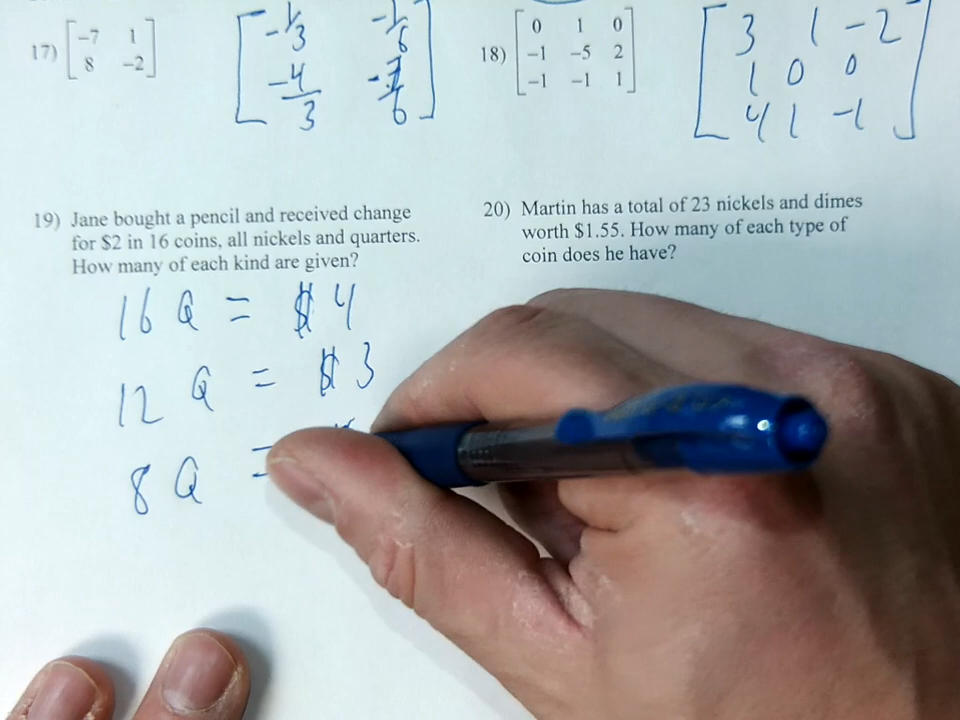 17) [ -7 1 [ -1/3 -1/6 18) [ 0 1 0 [ 3 1 -2
8 -2 ] -4/3 -7/6 ] -1 -5 2 1 0 0
-1 -1 1 ] 4 1 -1 ]
19) Jane bought a pencil and received change
for $2 in 16 coins, all nickels and quarters.
How many of each kind are given?
20) Martin has a total of 23 nickels and dimes
worth $1.55. How many of each type of
coin does he have?
16 Q = $ 4
12 Q = $ 3
8 Q =